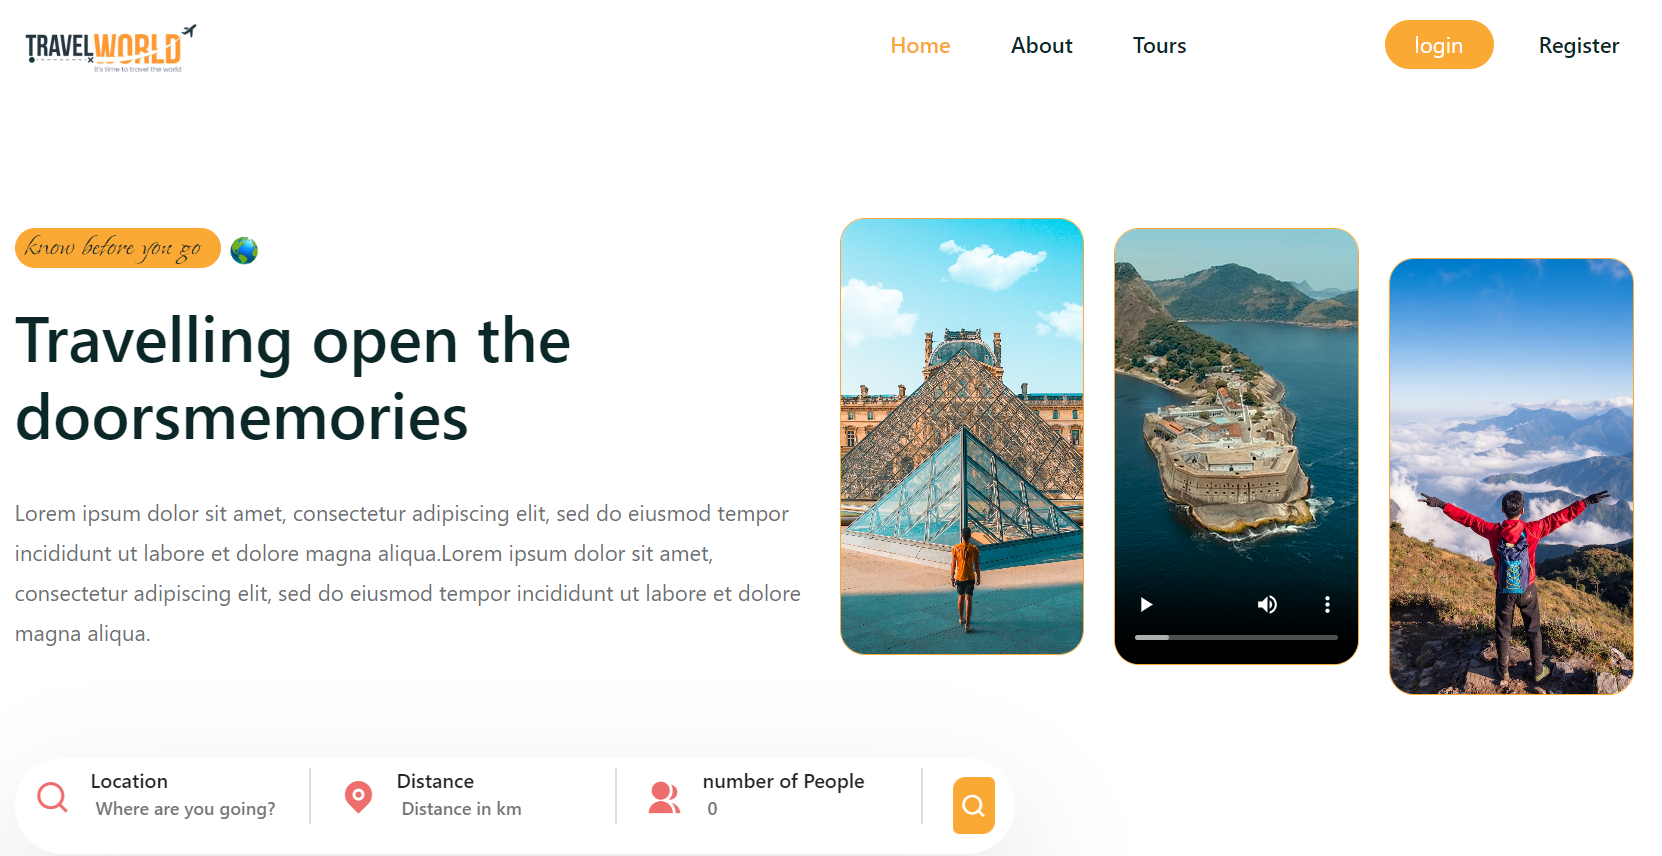 TRAVELWORLD
it's time to travel the world
Home About Tours login Register
know before you go
Travelling open the
doorsmemories
Lorem ipsum dolor sit amet, consectetur adipiscing elit, sed do eiusmod tempor
incididunt ut labore et dolore magna aliqua.Lorem ipsum dolor sit amet,
consectetur adipiscing elit, sed do eiusmod tempor incididunt ut labore et dolore
magna aliqua.
Location
Where are you going?
Distance
Distance in km
number of People
0